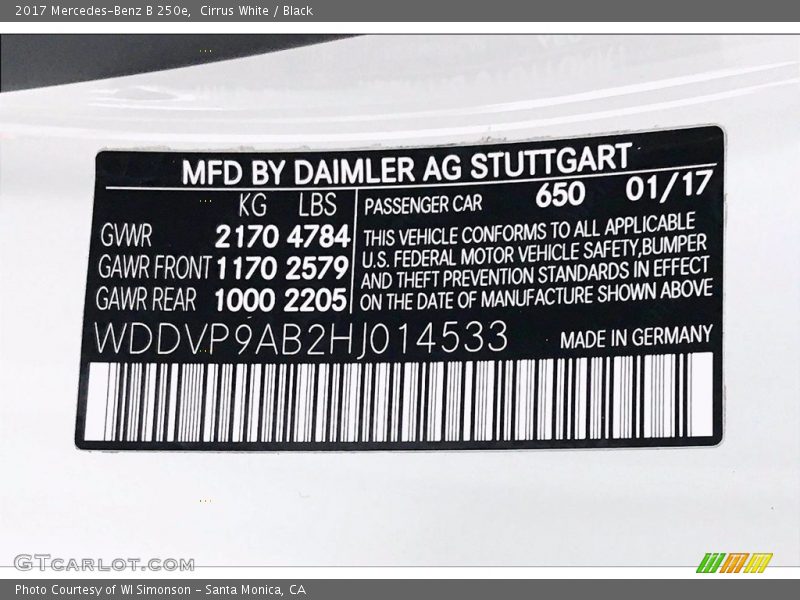 2017 Mercedes-Benz B 250e, Cirrus White / Black
MFD BY DAIMLER AG STUTTGART
KG LBS
GVWR 2170 4784
GAWR FRONT 1170 2579
GAWR REAR 1000 2205
PASSENGER CAR 650 01/17
THIS VEHICLE CONFORMS TO ALL APPLICABLE
U.S. FEDERAL MOTOR VEHICLE SAFETY,BUMPER
AND THEFT PREVENTION STANDARDS IN EFFECT
ON THE DATE OF MANUFACTURE SHOWN ABOVE
WDDVP9AB2HJ014533 MADE IN GERMANY
GTCARLOT.COM
Photo Courtesy of WI Simonson - Santa Monica, CA